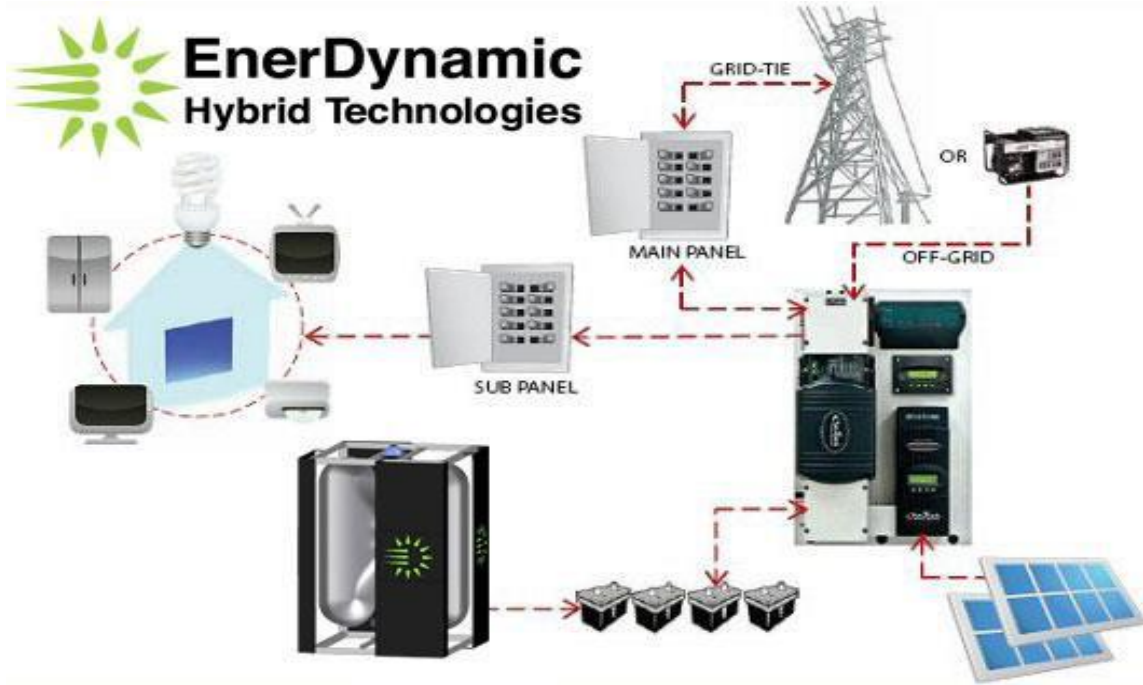 EnerDynamic
Hybrid Technologies
GRID-TIE
OR
MAIN PANEL
OFF-GRID
SUB PANEL